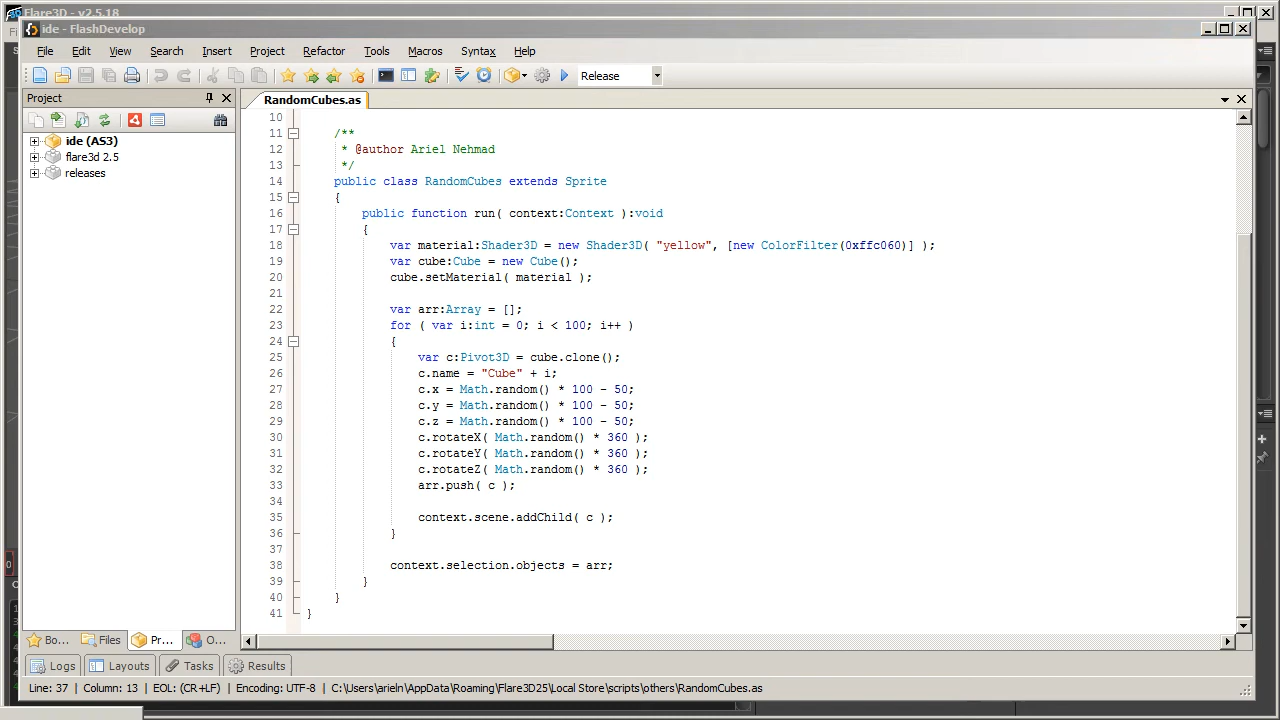 Flare3D - v2.5.18
ide - FlashDevelop
File Edit View Search Insert Project Refactor Tools Macros Syntax Help
Release
Project
RandomCubes.as
ide (AS3)
flare3d 2.5
releases
10
11 /**
12 * @author Ariel Nehmad
13 */
14 public class RandomCubes extends Sprite
15 {
16 public function run( context:Context ):void
17 {
18 var material:Shader3D = new Shader3D( "yellow", [new ColorFilter(0xffc060)] );
19 var cube:Cube = new Cube();
20 cube.setMaterial( material );
21
22 var arr:Array = [];
23 for ( var i:int = 0; i < 100; i++ )
24 {
25 var c:Pivot3D = cube.clone();
26 c.name = "Cube" + i;
27 c.x = Math.random() * 100 - 50;
28 c.y = Math.random() * 100 - 50;
29 c.z = Math.random() * 100 - 50;
30 c.rotateX( Math.random() * 360 );
31 c.rotateY( Math.random() * 360 );
32 c.rotateZ( Math.random() * 360 );
33 arr.push( c );
34
35 context.scene.addChild( c );
36 }
37
38 context.selection.objects = arr;
39 }
40 }
41 }
Bo... Files Pr... O...
Logs Layouts Tasks Results
Line: 37 | Column: 13 | EOL: (CR+LF) | Encoding: UTF-8 | C:\Users\arieln\AppData\Roaming\Flare3D25\Local Store\scripts\others\RandomCubes.as